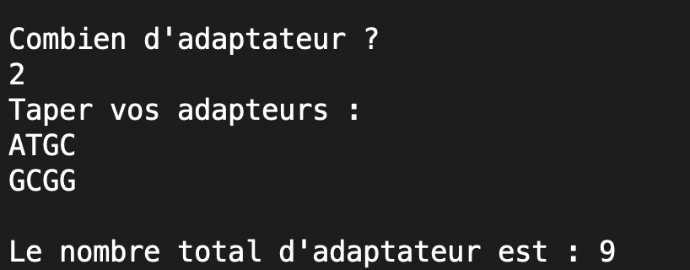 Combien d'adaptateur ?
2
Taper vos adapteurs :
ATGC
GCGG
Le nombre total d'adaptateur est : 9